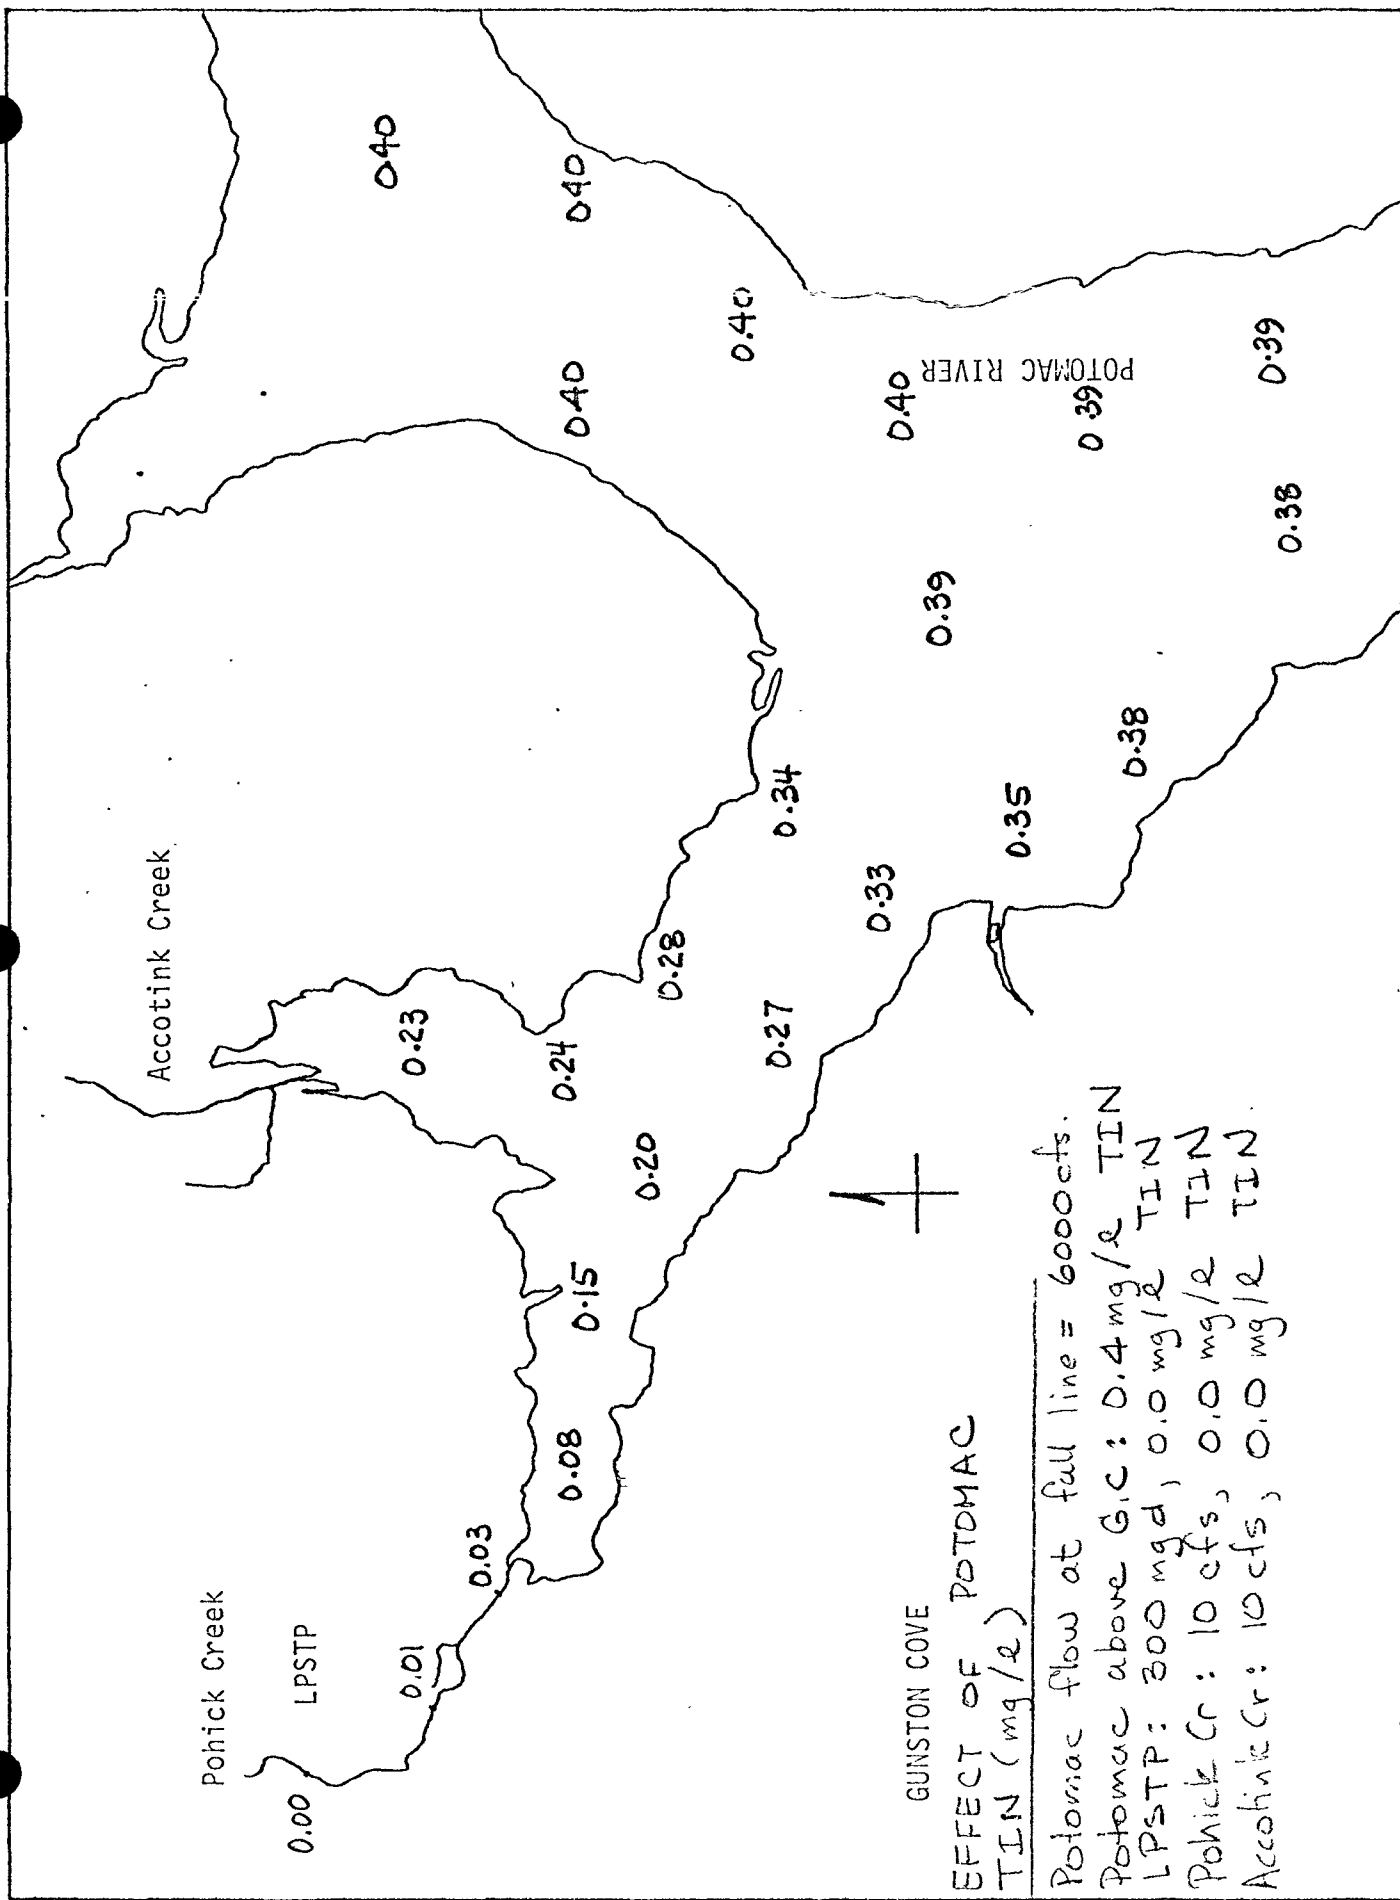 Accotink Creek
Pohick Creek
LPSTP
0.00
0.01
0.03
0.08
0.15
0.20
0.23
0.24
0.28
0.27
0.34
0.33
0.35
0.38
0.39
0.38
0.40
0.40
0.40
0.40
0.40
POTOMAC RIVER
0.39
0.39
GUNSTON COVE
EFFECT OF POTOMAC
TIN (mg/l)
Potomac flow at fall line = 6000 cfs.
Potomac above G.C : 0.4 mg/l TIN
LPSTP : 300 mgd, 0.0 mg/l TIN
Pohick Cr : 10 cfs, 0.0 mg/l TIN
Accotink Cr : 10 cfs, 0.0 mg/l TIN.